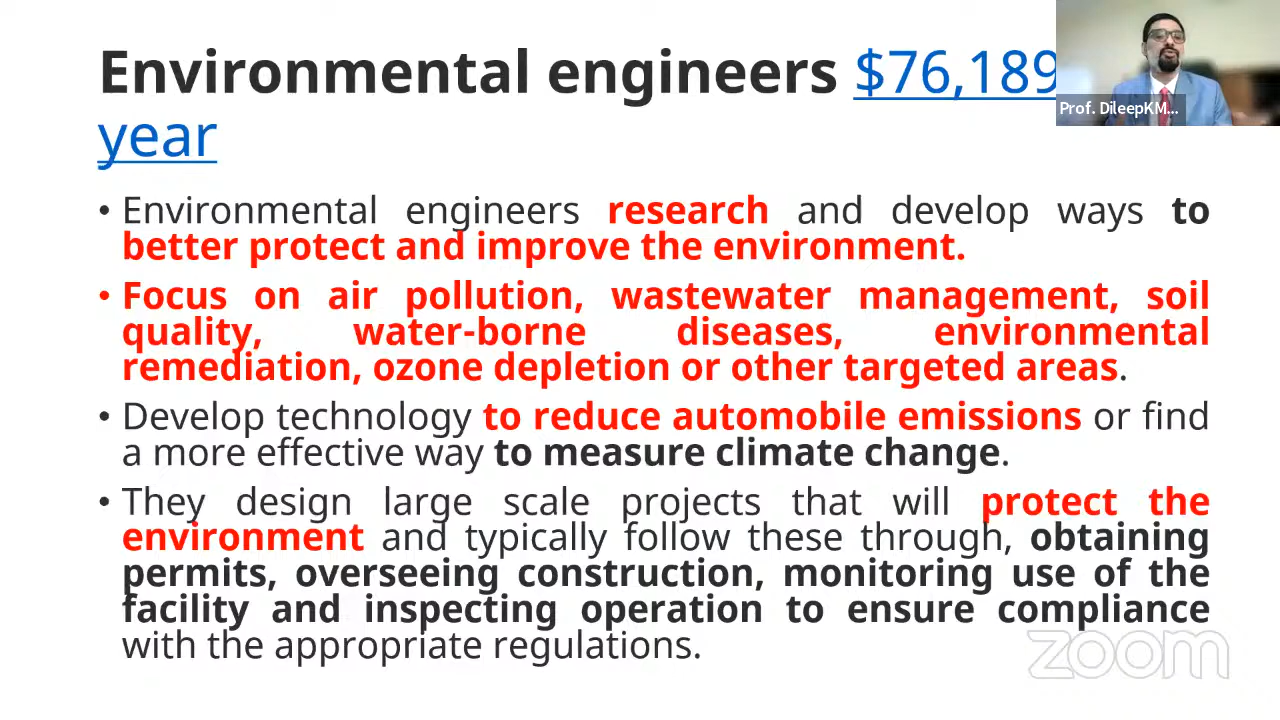 Environmental engineers $76,189
year
Prof. DileepKM...
• Environmental engineers research and develop ways to
better protect and improve the environment.
• Focus on air pollution, wastewater management, soil
quality, water-borne diseases, environmental
remediation, ozone depletion or other targeted areas.
• Develop technology to reduce automobile emissions or find
a more effective way to measure climate change.
• They design large scale projects that will protect the
environment and typically follow these through, obtaining
permits, overseeing construction, monitoring use of the
facility and inspecting operation to ensure compliance
with the appropriate regulations.
zoom